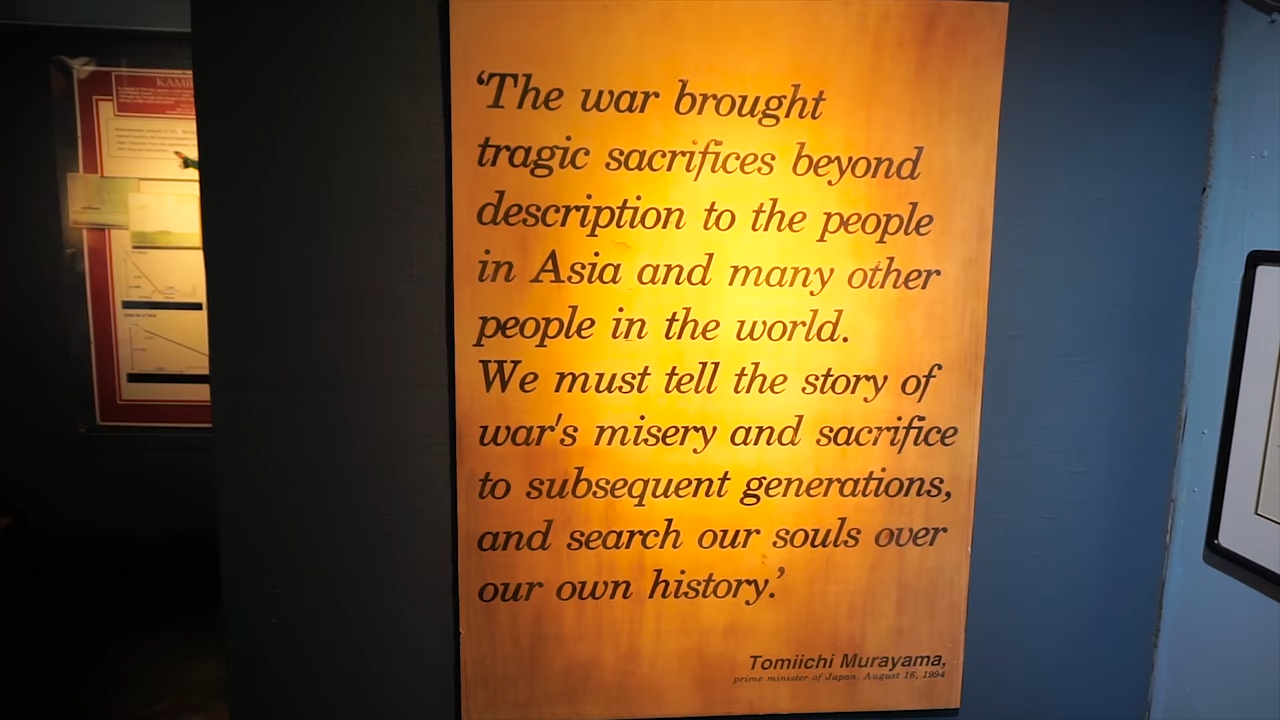 KAMI
‘The war brought
tragic sacrifices beyond
description to the people
in Asia and many other
people in the world.
We must tell the story of
war's misery and sacrifice
to subsequent generations,
and search our souls over
our own history.’
Tomiichi Murayama,
prime minister of Japan, August 16, 1994